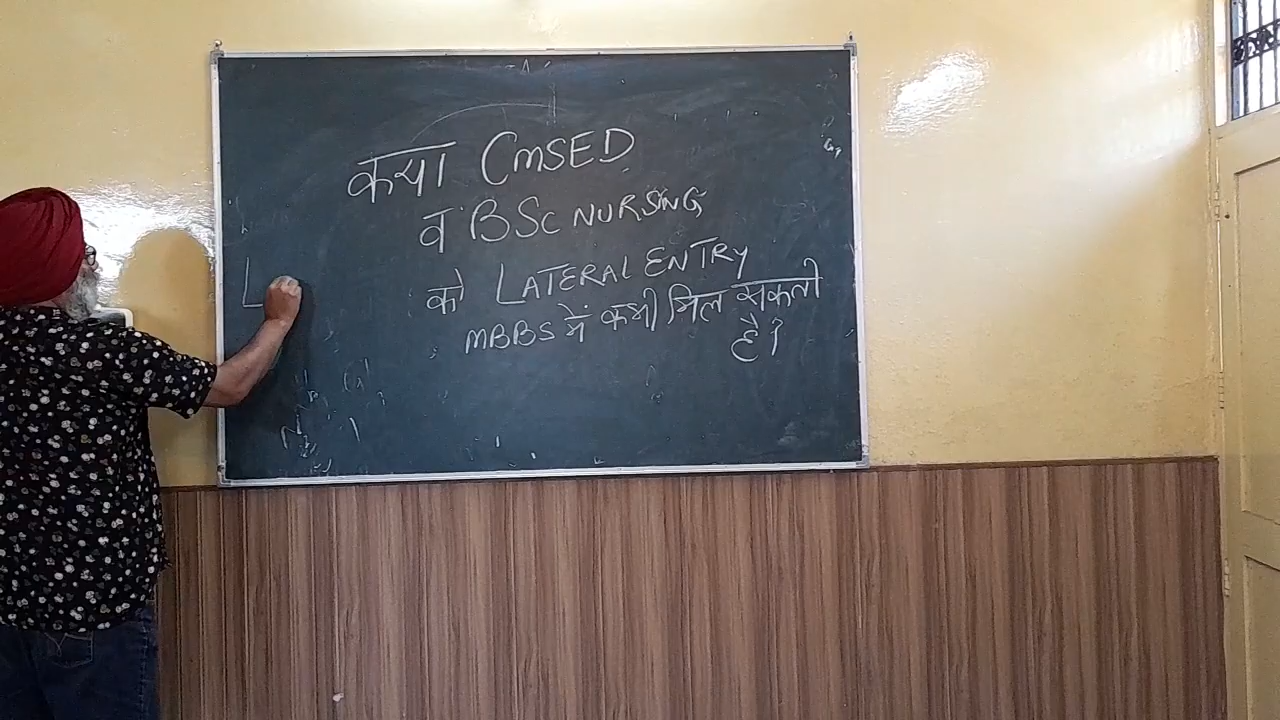 क्या CMSED
व BSC NURSING
को LATERAL ENTRY
MBBS में कभी मिल सकती
है?
L